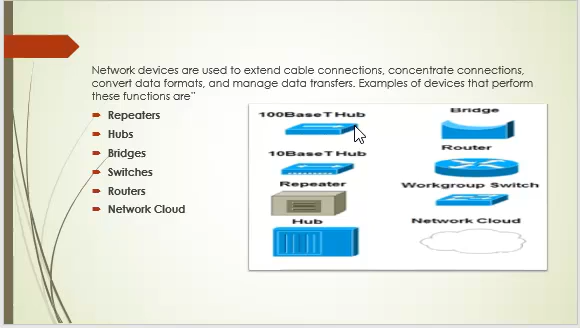 Network devices are used to extend cable connections, concentrate connections,
convert data formats, and manage data transfers. Examples of devices that perform
these functions are”
Repeaters
Hubs
Bridges
Switches
Routers
Network Cloud
100BaseT Hub
Bridge
10BaseT Hub
Router
Repeater
Workgroup Switch
Hub
Network Cloud